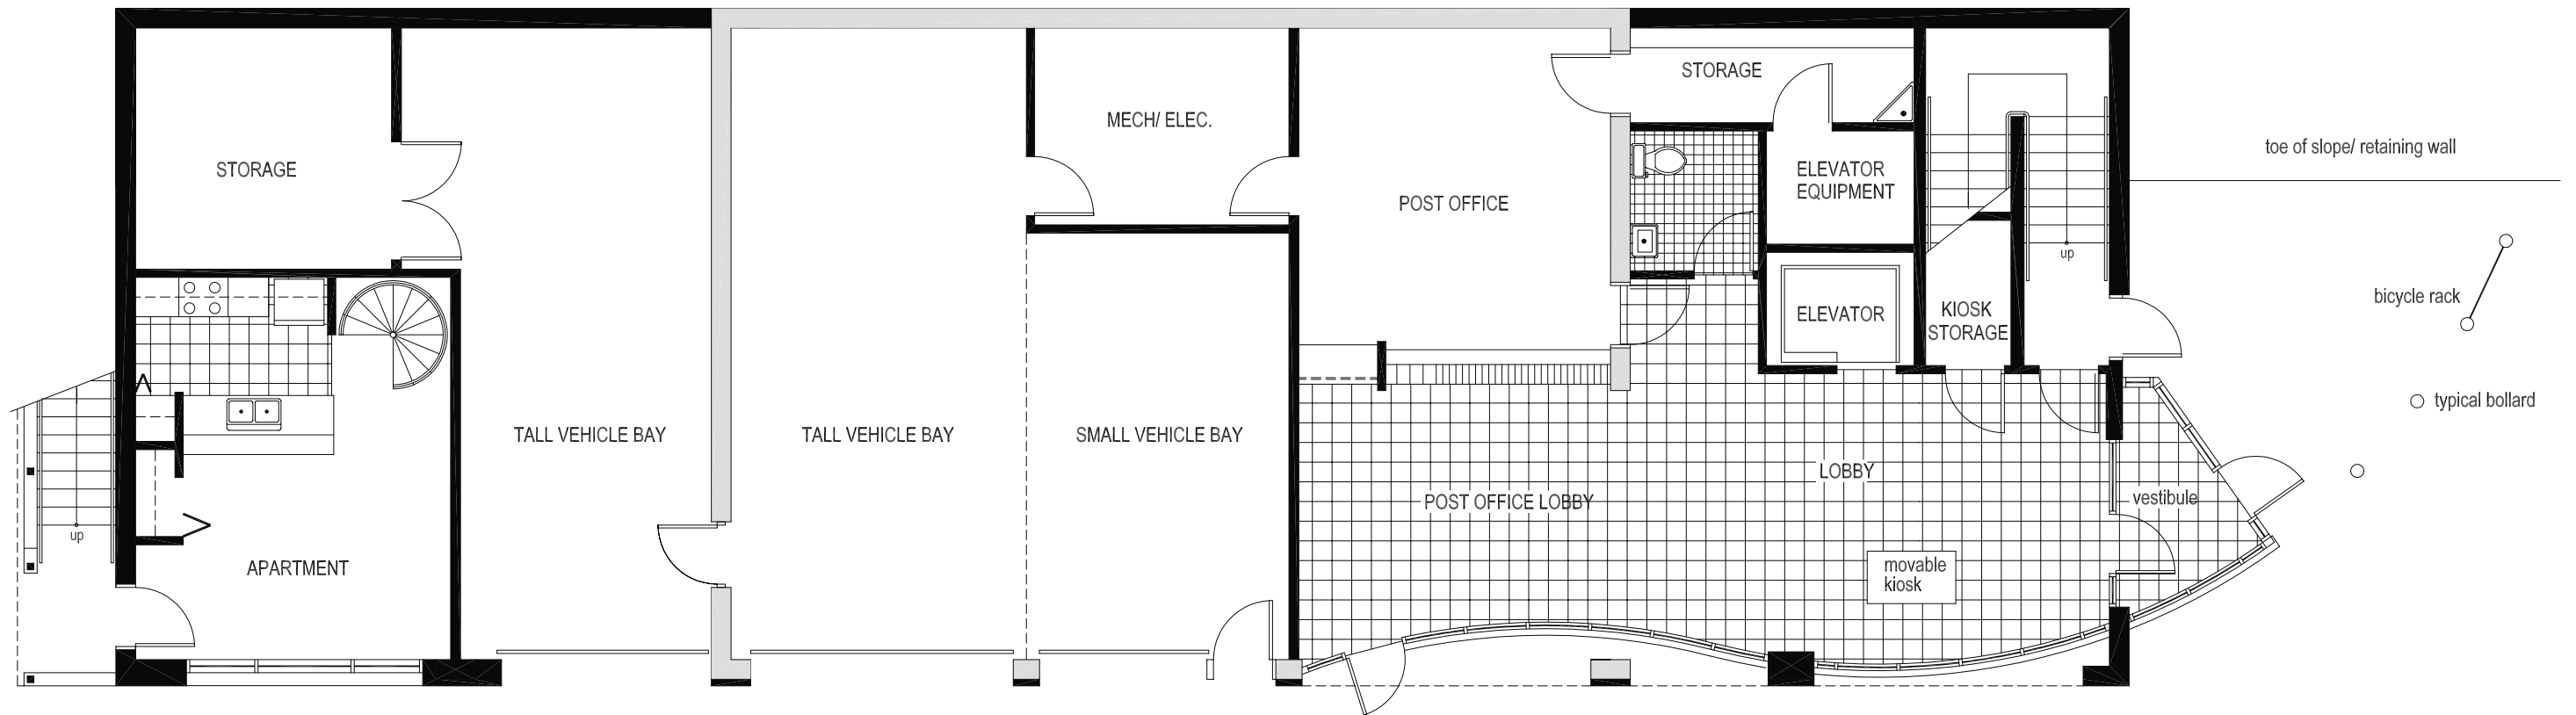 STORAGE
MECH/ ELEC.
toe of slope/ retaining wall
STORAGE
ELEVATOR
EQUIPMENT
POST OFFICE
up
bicycle rack
KIOSK
STORAGE
ELEVATOR
typical bollard
TALL VEHICLE BAY
TALL VEHICLE BAY
SMALL VEHICLE BAY
LOBBY
POST OFFICE LOBBY
vestibule
up
APARTMENT
movable
kiosk